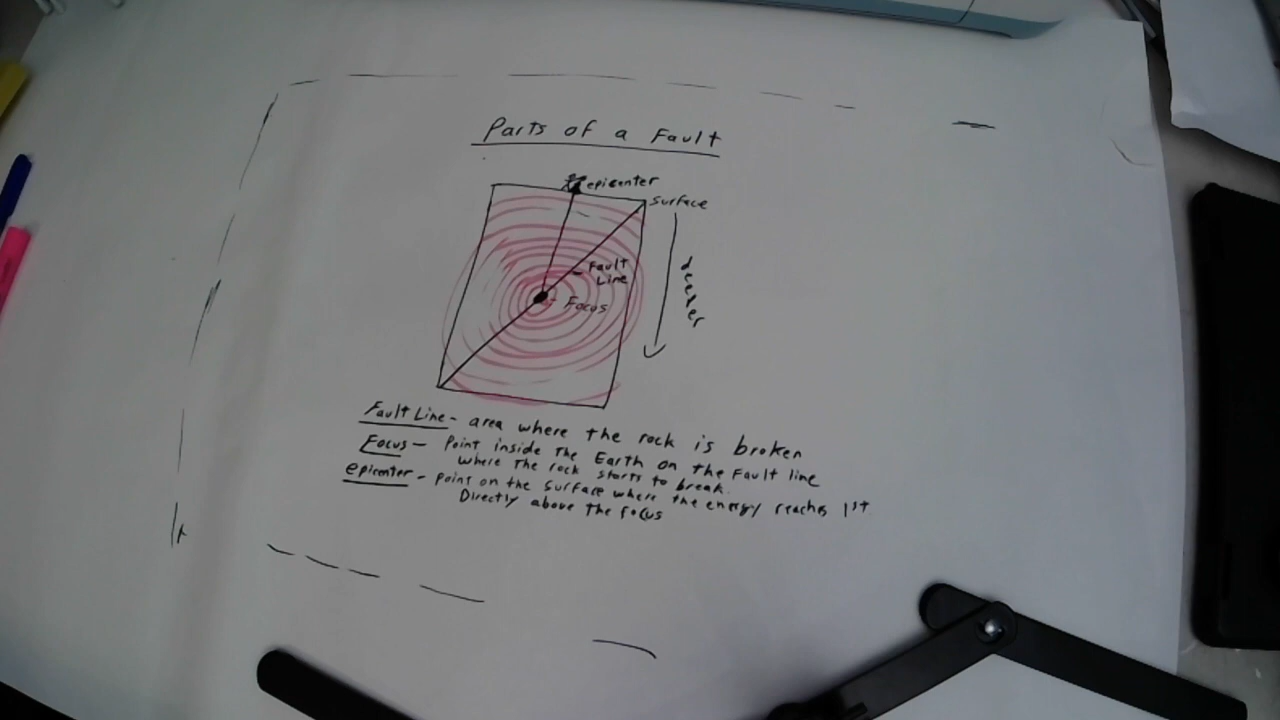 Parts of a Fault
epicenter
Surface
Fault
Line
Focus
deeper
Fault Line - area where the rock is broken
Focus - Point inside the Earth on the Fault line
where the rock starts to break.
epicenter - point on the surface where the energy reaches 1st
Directly above the focus